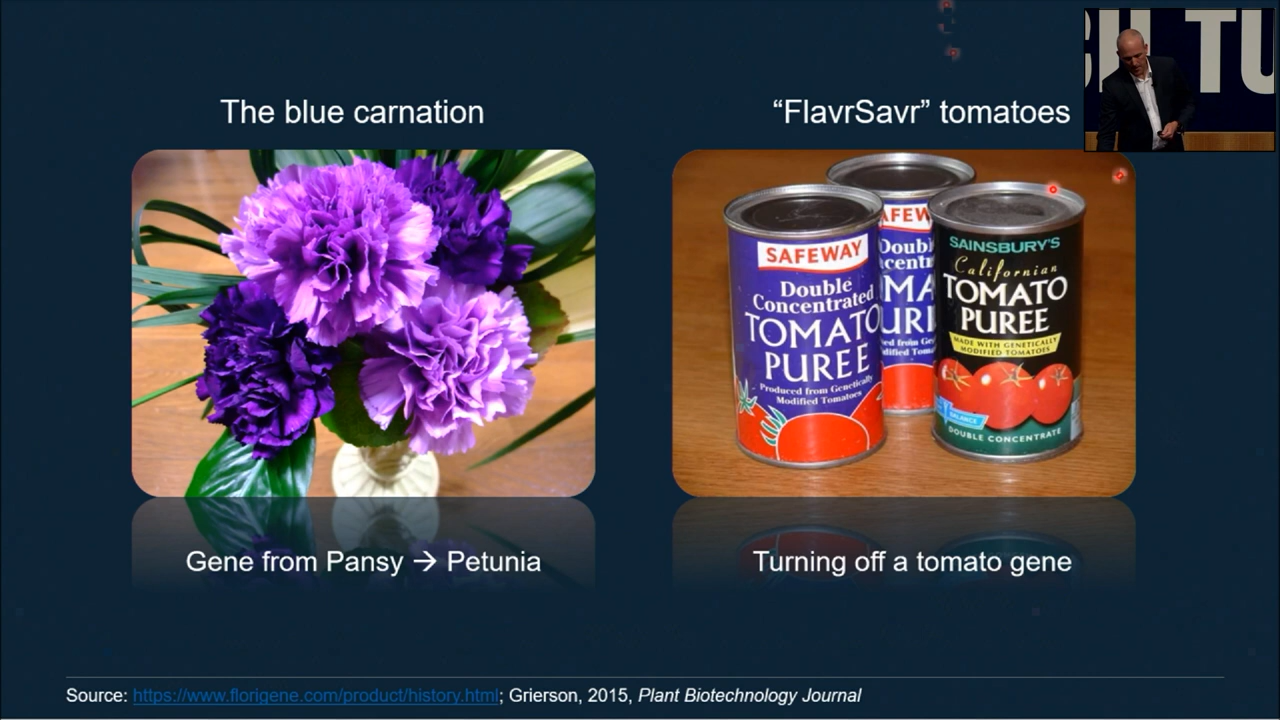 The blue carnation
“FlavrSavr” tomatoes
SAFEWAY
Double
Concentrated
TOMATO
PUREE
Produced from Genetically
Modified Tomatoes
SAINSBURY'S
Californian
TOMATO
PUREE
MADE WITH GENETICALLY
MODIFIED TOMATOES
DOUBLE CONCENTRATE
Gene from Pansy → Petunia
Turning off a tomato gene
Source: https://www.florigene.com/product/history.html; Grierson, 2015, Plant Biotechnology Journal